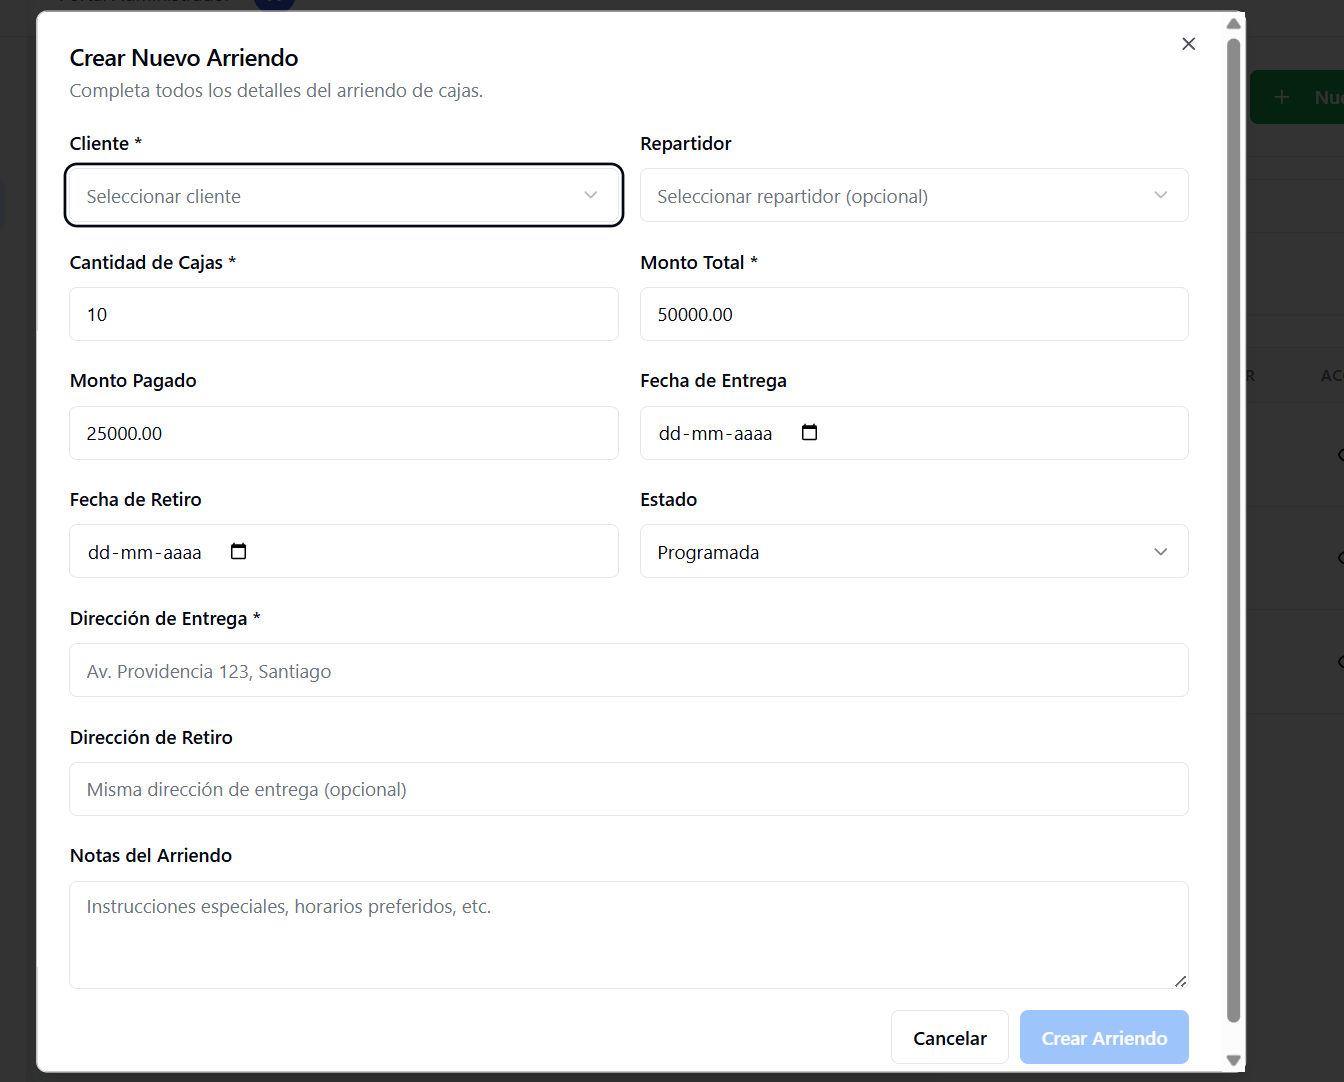 Crear Nuevo Arriendo
Completa todos los detalles del arriendo de cajas.
Cliente *
Repartidor
Seleccionar cliente
Seleccionar repartidor (opcional)
Cantidad de Cajas *
Monto Total *
10
50000.00
Monto Pagado
Fecha de Entrega
25000.00
dd-mm-aaaa
Fecha de Retiro
Estado
dd-mm-aaaa
Programada
Dirección de Entrega *
Av. Providencia 123, Santiago
Dirección de Retiro
Misma dirección de entrega (opcional)
Notas del Arriendo
Instrucciones especiales, horarios preferidos, etc.
Cancelar
Crear Arriendo